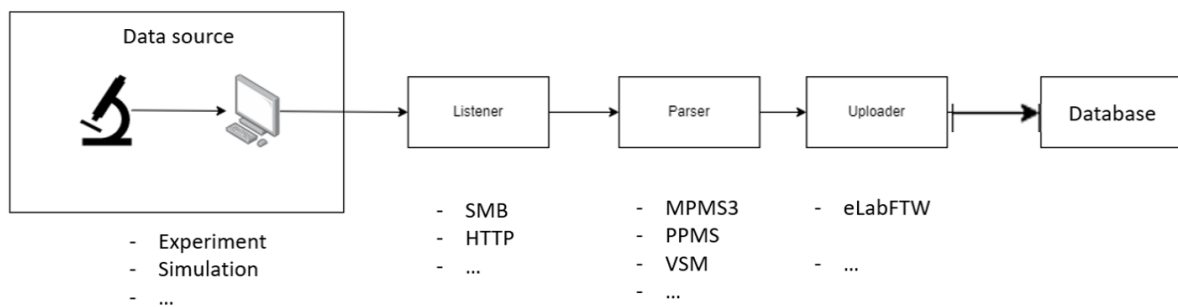 Data source
Listener
Parser
Uploader
Database
- Experiment
- Simulation
- ...
- SMB
- HTTP
- ...
- MPMS3
- PPMS
- VSM
- ...
- eLabFTW
- ...